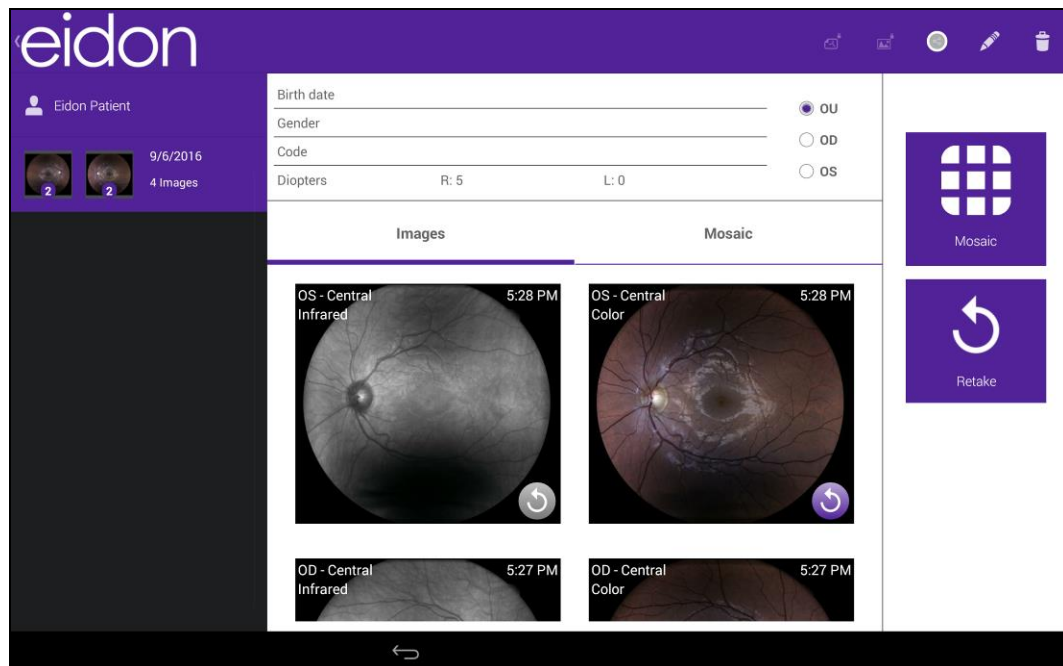 eidon
Eidon Patient
9/6/2016
4 Images
2
2
Birth date
Gender
Code
Diopters R: 5 L: 0
OU
OD
OS
Images Mosaic
OS - Central 5:28 PM
Infrared
OS - Central 5:28 PM
Color
OD - Central 5:27 PM
Infrared
OD - Central 5:27 PM
Color
Mosaic
Retake